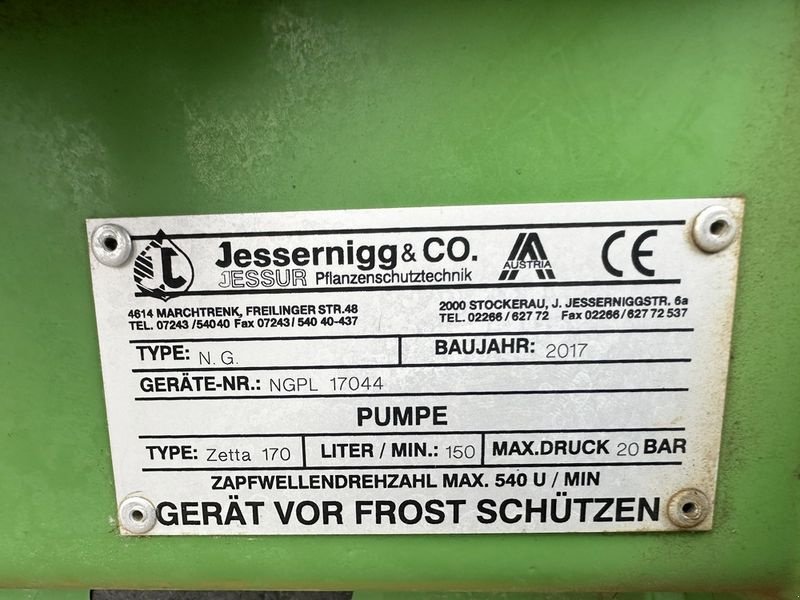 Jessernigg & CO.
JESSUR Pflanzenschutztechnik
AUSTRIA
CE
4614 MARCHTRENK, FREILINGER STR.48
TEL. 07243 / 54040 Fax 07243 / 540 40-437
2000 STOCKERAU, J. JESSERNIGGSTR. 6a
TEL. 02266 / 627 72 Fax 02266 / 627 72 537
TYPE: N.G. BAUJAHR: 2017
GERÄTE-NR.: NGPL 17044
PUMPE
TYPE: Zetta 170 LITER / MIN.: 150 MAX.DRUCK 20 BAR
ZAPFWELLENDREHZAHL MAX. 540 U / MIN
GERÄT VOR FROST SCHÜTZEN